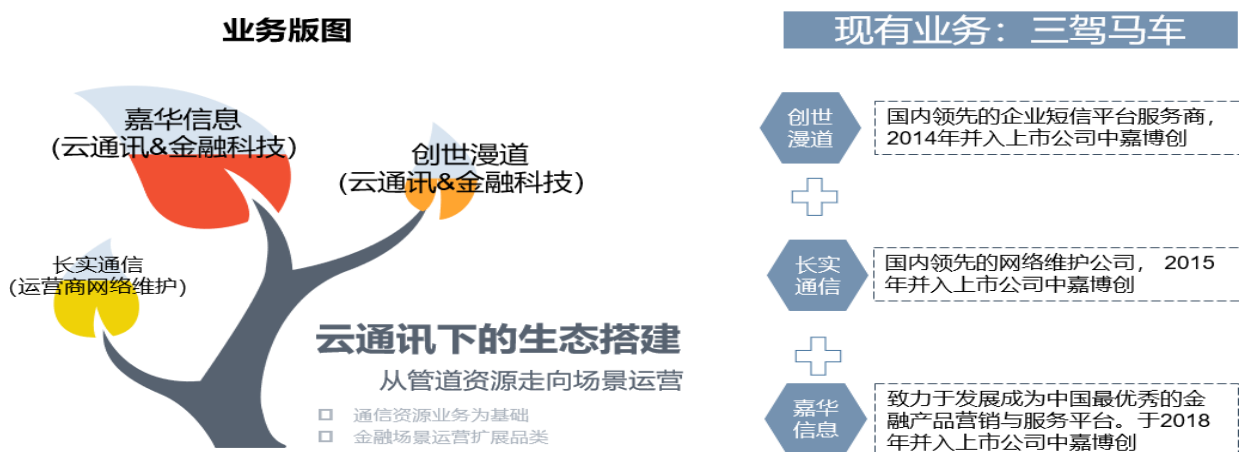 业务版图
嘉华信息
(云通讯&金融科技)
创世漫道
(云通讯&金融科技)
长实通信
(运营商网络维护)
云通讯下的生态搭建
从管道资源走向场景运营
通信资源业务为基础
金融场景运营扩展品类
现有业务：三驾马车
创世
漫道
国内领先的企业短信平台服务商，
2014年并入上市公司中嘉博创
长实
通信
国内领先的网络维护公司， 2015
年并入上市公司中嘉博创
嘉华
信息
致力于发展成为中国最优秀的金
融产品营销与服务平台。于2018
年并入上市公司中嘉博创